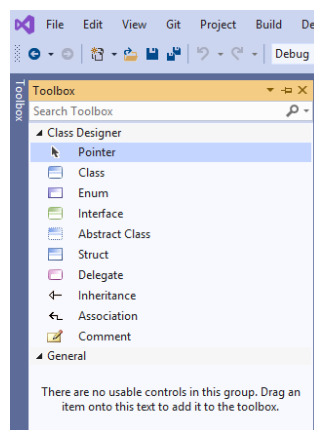 File Edit View Git Project Build
Debug
Toolbox
Toolbox
Search Toolbox
Class Designer
Pointer
Class
Enum
Interface
Abstract Class
Struct
Delegate
Inheritance
Association
Comment
General
There are no usable controls in this group. Drag an
item onto this text to add it to the toolbox.